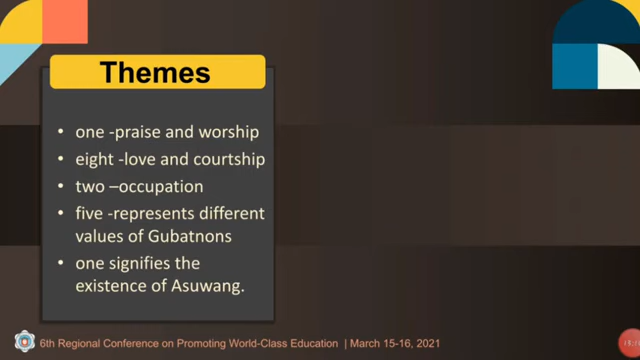 Themes
• one -praise and worship
• eight -love and courtship
• two –occupation
• five -represents different
values of Gubatnons
• one signifies the
existence of Asuwang.
6th Regional Conference on Promoting World-Class Education | March 15-16, 2021